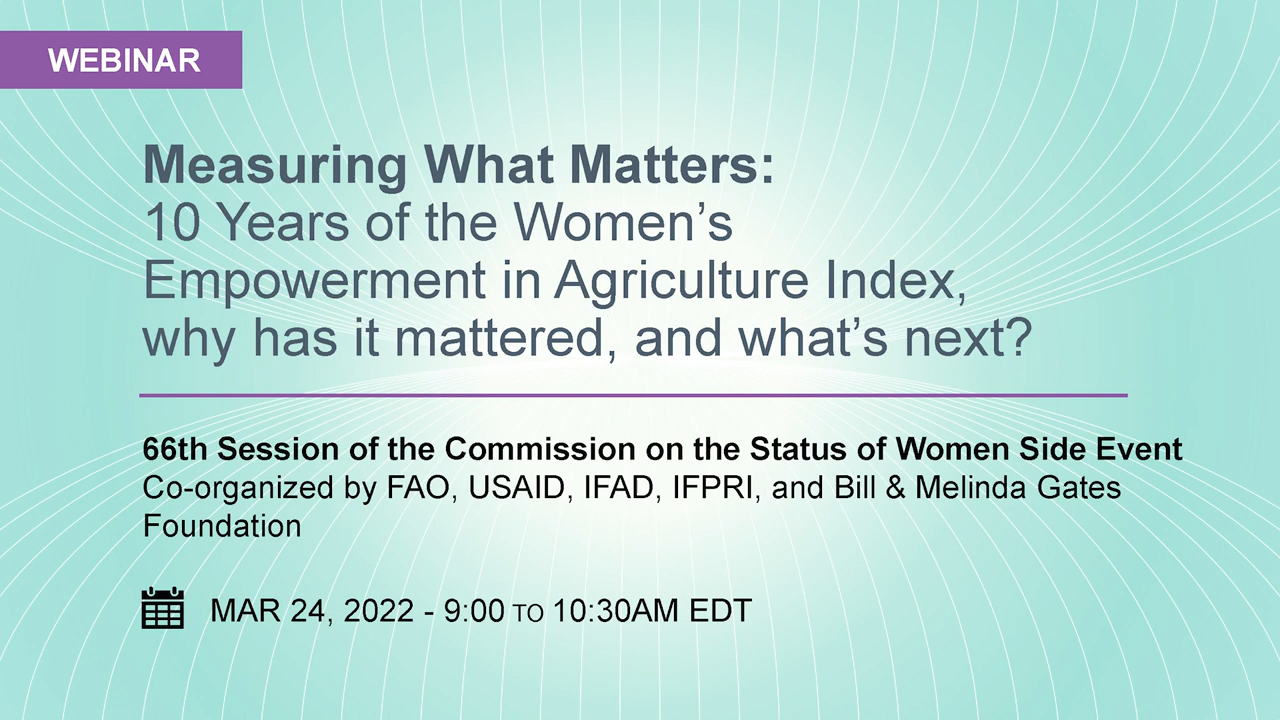 WEBINAR
Measuring What Matters:
10 Years of the Women’s
Empowerment in Agriculture Index,
why has it mattered, and what’s next?
66th Session of the Commission on the Status of Women Side Event
Co-organized by FAO, USAID, IFAD, IFPRI, and Bill & Melinda Gates
Foundation
MAR 24, 2022 - 9:00 TO 10:30AM EDT